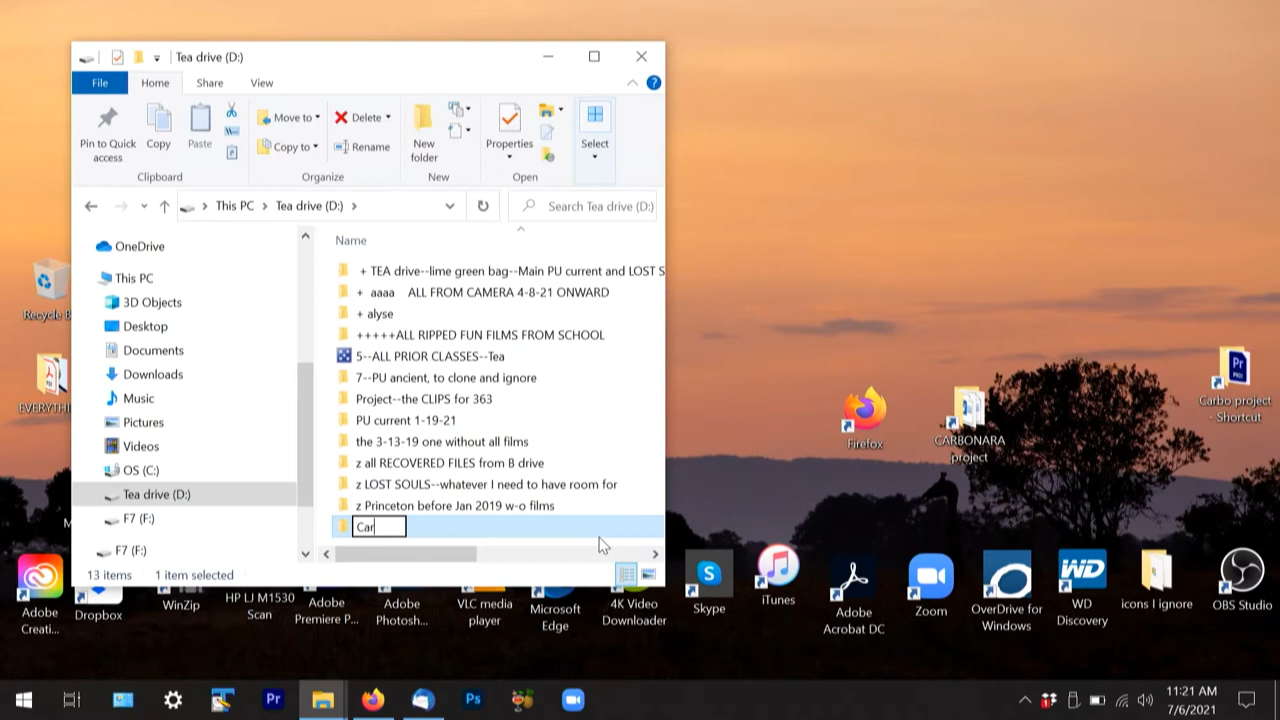 Tea drive (D:)
File Home Share View
Pin to Quick access
Copy
Paste
Clipboard
Move to
Copy to
Delete
Rename
Organize
New folder
New
Properties
Open
Select
This PC Tea drive (D:)
Search Tea drive (D:)
OneDrive
This PC
3D Objects
Desktop
Documents
Downloads
Music
Pictures
Videos
OS (C:)
Tea drive (D:)
F7 (F:)
F7 (F:)
Name
+ TEA drive--lime green bag--Main PU current and LOST S
+ aaaa ALL FROM CAMERA 4-8-21 ONWARD
+ alyse
+++++ALL RIPPED FUN FILMS FROM SCHOOL
5--ALL PRIOR CLASSES--Tea
7--PU ancient, to clone and ignore
Project--the CLIPS for 363
PU current 1-19-21
the 3-13-19 one without all films
z all RECOVERED FILES from B drive
z LOST SOULS--whatever I need to have room for
z Princeton before Jan 2019 w-o films
Car
13 items 1 item selected
Recycle B
EVERYTHI
Firefox
CARBONARA
project
Carbo project
- Shortcut
Adobe
Creati...
Dropbox
WinZip
HP LJ M1530
Scan
Adobe
Premiere P...
Adobe
Photosh...
VLC media
player
Microsoft
Edge
4K Video
Downloader
Skype
iTunes
Adobe
Acrobat DC
Zoom
OverDrive for
Windows
WD
WD
Discovery
icons I ignore
OBS Studio
Pr
Pr
Ps
11:21 AM
7/6/2021